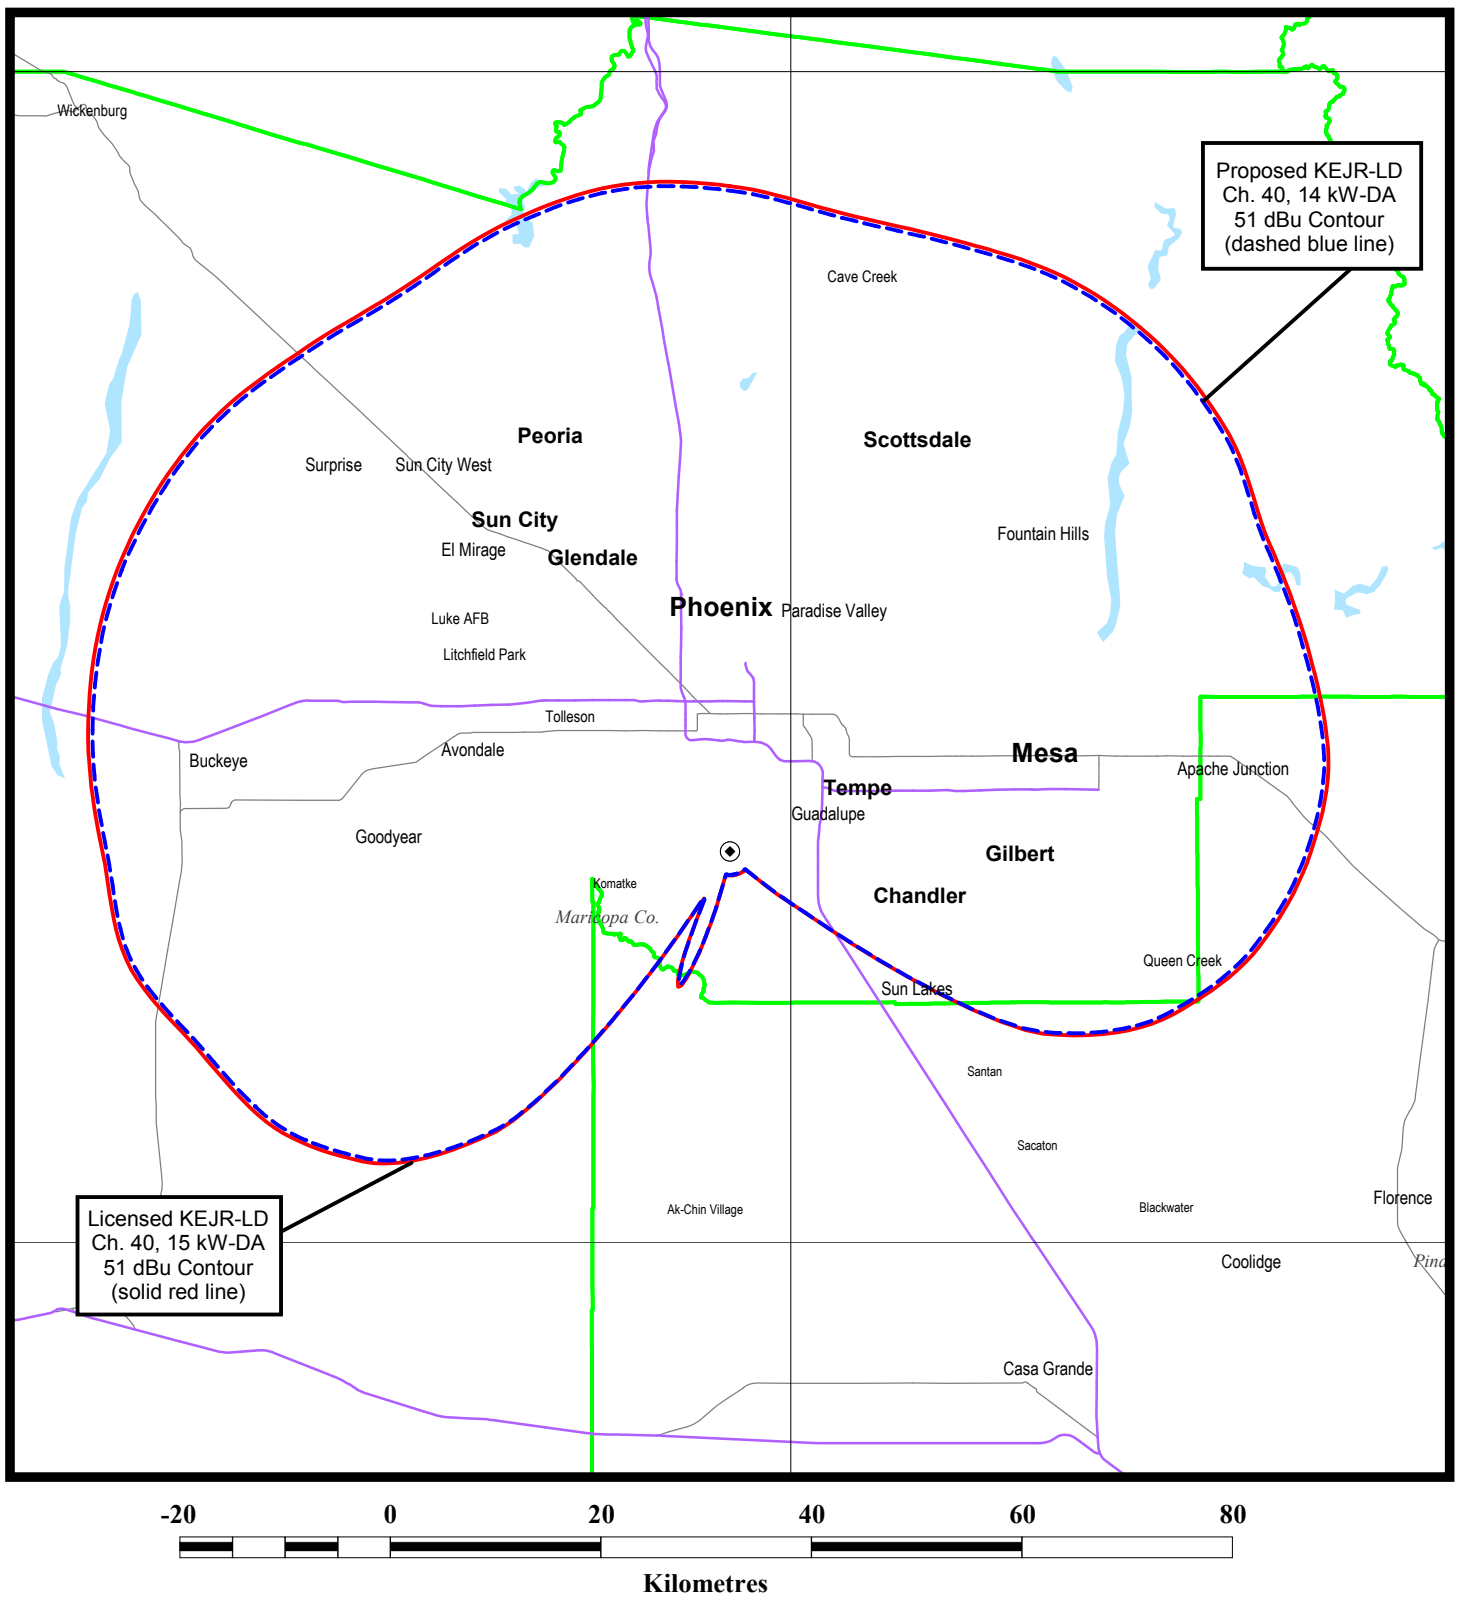 Wickenburg
Proposed KEJR-LD
Ch. 40, 14 kW-DA
51 dBu Contour
(dashed blue line)
Cave Creek
Peoria
Scottsdale
Surprise
Sun City West
Sun City
Fountain Hills
El Mirage
Glendale
Phoenix
Paradise Valley
Luke AFB
Litchfield Park
Tolleson
Avondale
Mesa
Buckeye
Apache Junction
Tempe
Guadalupe
Goodyear
Gilbert
Komatke
Chandler
Maricopa Co.
Queen Creek
Sun Lakes
Santan
Sacaton
Florence
Blackwater
Ak-Chin Village
Licensed KEJR-LD
Ch. 40, 15 kW-DA
51 dBu Contour
(solid red line)
Coolidge
Pina
Casa Grande
-20 0 20 40 60 80
Kilometres